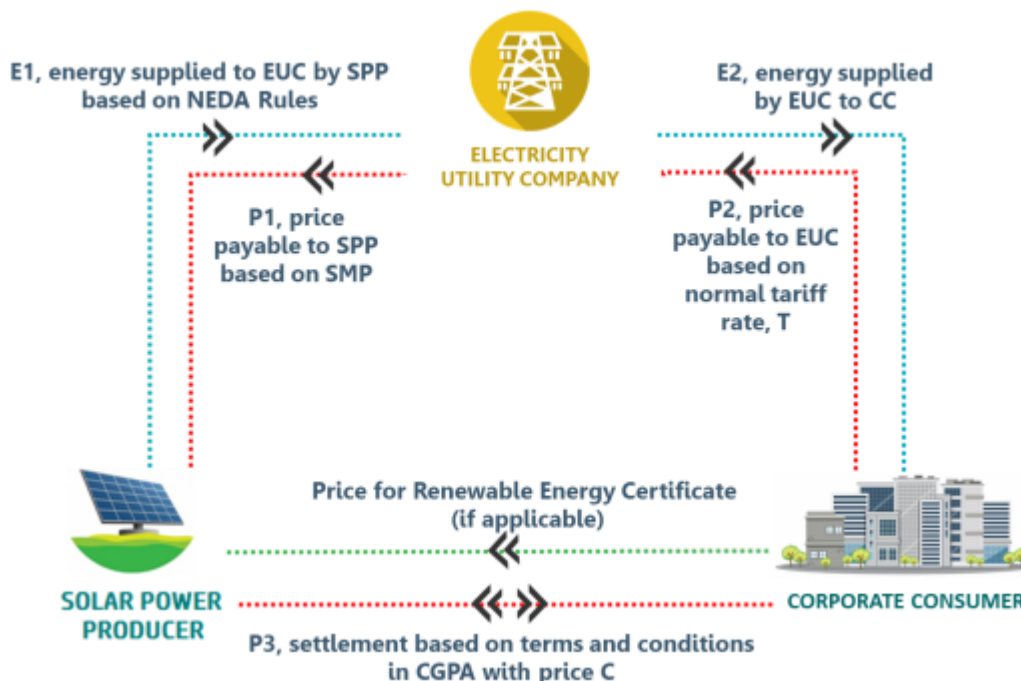 E1, energy supplied to EUC by SPP
based on NEDA Rules
E2, energy supplied
by EUC to CC
ELECTRICITY
UTILITY COMPANY
P1, price
payable to SPP
based on SMP
P2, price
payable to EUC
based on
normal tariff
rate, T
Price for Renewable Energy Certificate
(if applicable)
SOLAR POWER
PRODUCER
CORPORATE CONSUMER
P3, settlement based on terms and conditions
in CGPA with price C